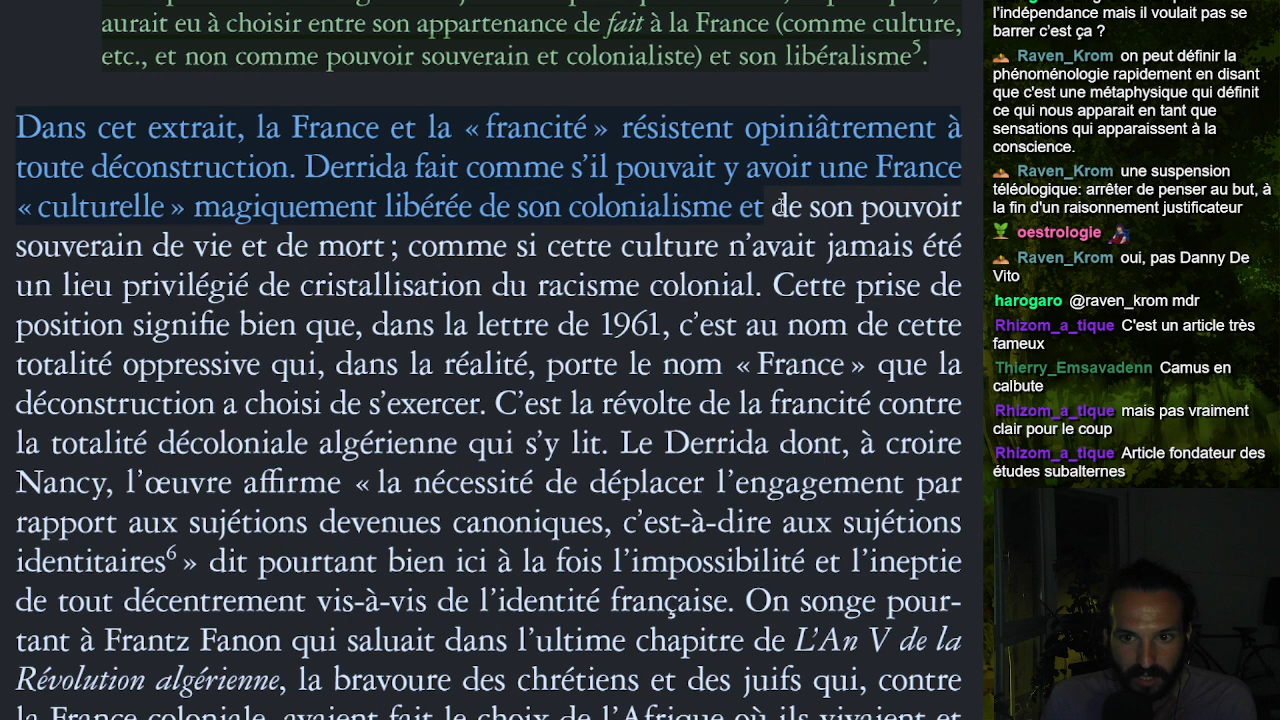 aurait eu à choisir entre son appartenance de fait à la France (comme culture,
etc., et non comme pouvoir souverain et colonialiste) et son libéralisme⁵.
Dans cet extrait, la France et la « francité » résistent opiniâtrement à
toute déconstruction. Derrida fait comme s’il pouvait y avoir une France
« culturelle » magiquement libérée de son colonialisme et de son pouvoir
souverain de vie et de mort ; comme si cette culture n’avait jamais été
un lieu privilégié de cristallisation du racisme colonial. Cette prise de
position signifie bien que, dans la lettre de 1961, c’est au nom de cette
totalité oppressive qui, dans la réalité, porte le nom « France » que la
déconstruction a choisi de s’exercer. C’est la révolte de la francité contre
la totalité décoloniale algérienne qui s’y lit. Le Derrida dont, à croire
Nancy, l’œuvre affirme « la nécessité de déplacer l’engagement par
rapport aux sujétions devenues canoniques, c’est-à-dire aux sujétions
identitaires⁶ » dit pourtant bien ici à la fois l’impossibilité et l’ineptie
de tout décentrement vis-à-vis de l’identité française. On songe pour-
tant à Frantz Fanon qui saluait dans l’ultime chapitre de L’An V de la
Révolution algérienne, la bravoure des chrétiens et des juifs qui, contre
la France coloniale, avaient fait le choix de l’Afrique où ils vivaient et
l'indépendance mais il voulait pas se
barrer c'est ça ?
Raven_Krom on peut définir la
phénoménologie rapidement en disant
que c'est une métaphysique qui définit
ce qui nous apparait en tant que
sensations qui apparaissent à la
conscience.
Raven_Krom une suspension
téléologique: arrêter de penser au but, à
la fin d'un raisonnement justificateur
oestrologie
Raven_Krom oui, pas Danny De
Vito
harogaro @raven_krom mdr
Rhizom_a_tique C'est un article très
fameux
Thierry_Emsavadenn Camus en
calbute
Rhizom_a_tique mais pas vraiment
clair pour le coup
Rhizom_a_tique Article fondateur des
études subalternes